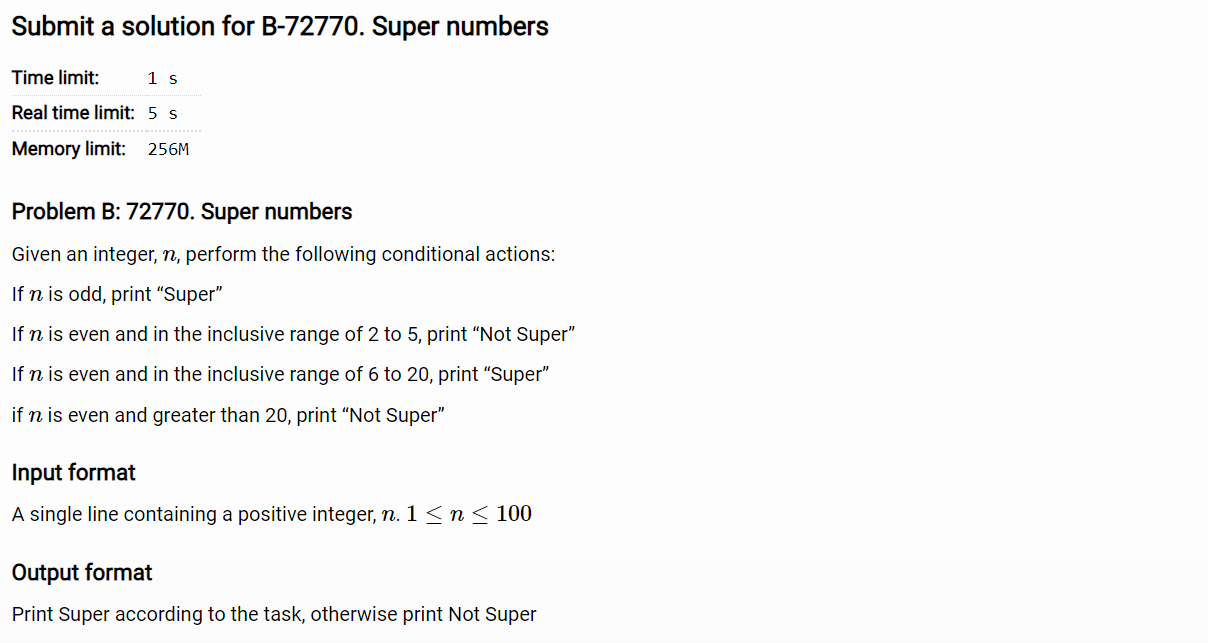 Submit a solution for B-72770. Super numbers
Time limit: 1 s
Real time limit: 5 s
Memory limit: 256M
Problem B: 72770. Super numbers
Given an integer, n, perform the following conditional actions:
If n is odd, print “Super”
If n is even and in the inclusive range of 2 to 5, print “Not Super”
If n is even and in the inclusive range of 6 to 20, print “Super”
if n is even and greater than 20, print “Not Super”
Input format
A single line containing a positive integer, n. 1 ≤ n ≤ 100
Output format
Print Super according to the task, otherwise print Not Super